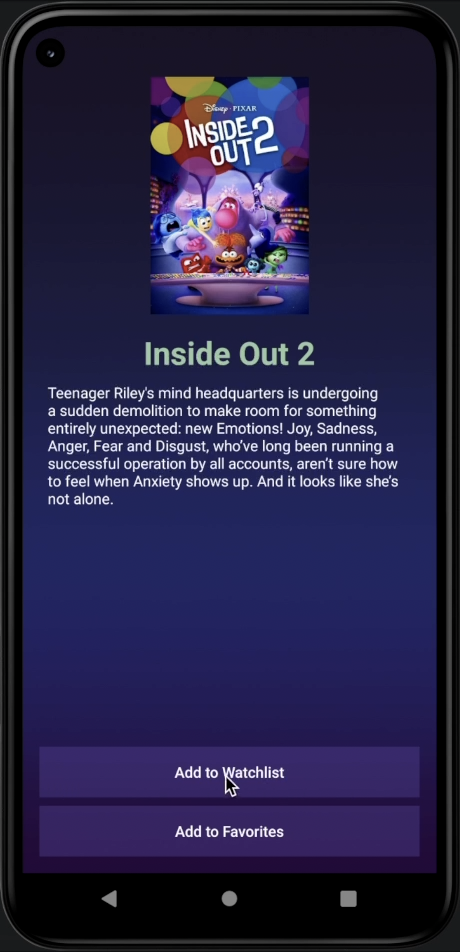 Disney · PIXAR
INSIDE
OUT 2
Inside Out 2
Teenager Riley's mind headquarters is undergoing
a sudden demolition to make room for something
entirely unexpected: new Emotions! Joy, Sadness,
Anger, Fear and Disgust, who’ve long been running a
successful operation by all accounts, aren’t sure how
to feel when Anxiety shows up. And it looks like she’s
not alone.
Add to Watchlist
Add to Favorites